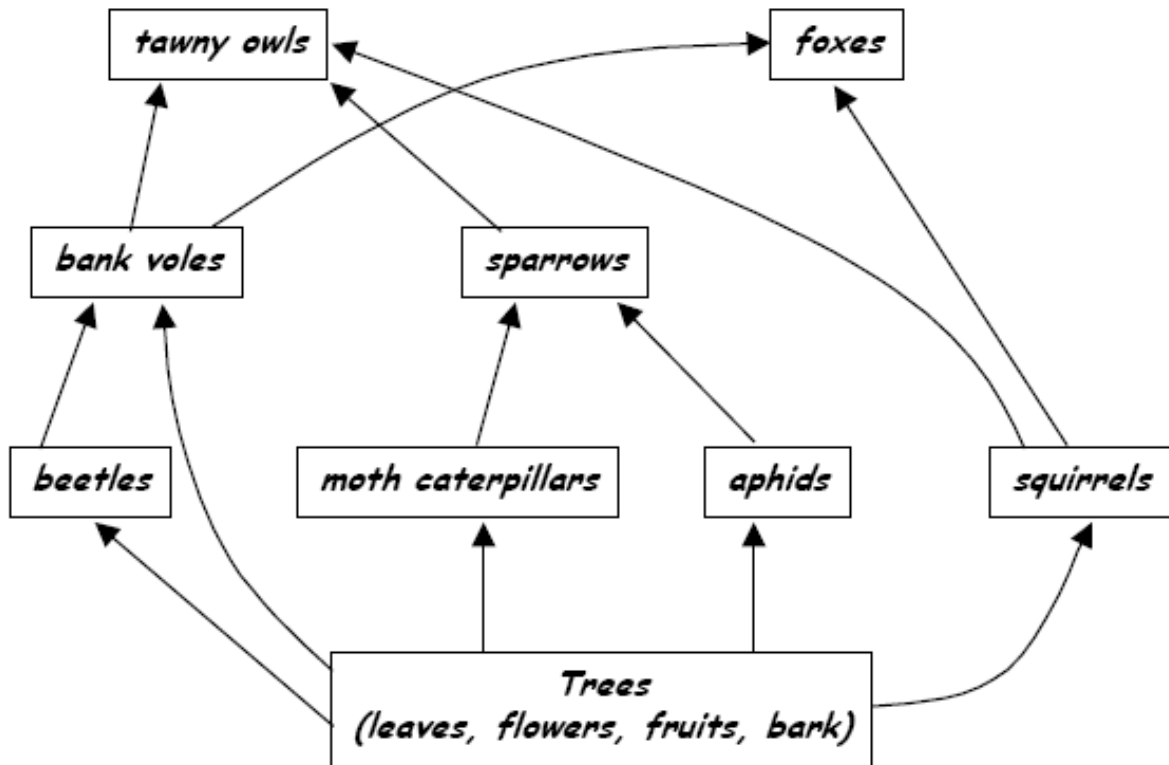 tawny owls
foxes
bank voles
sparrows
beetles
moth caterpillars
aphids
squirrels
Trees
(leaves, flowers, fruits, bark)